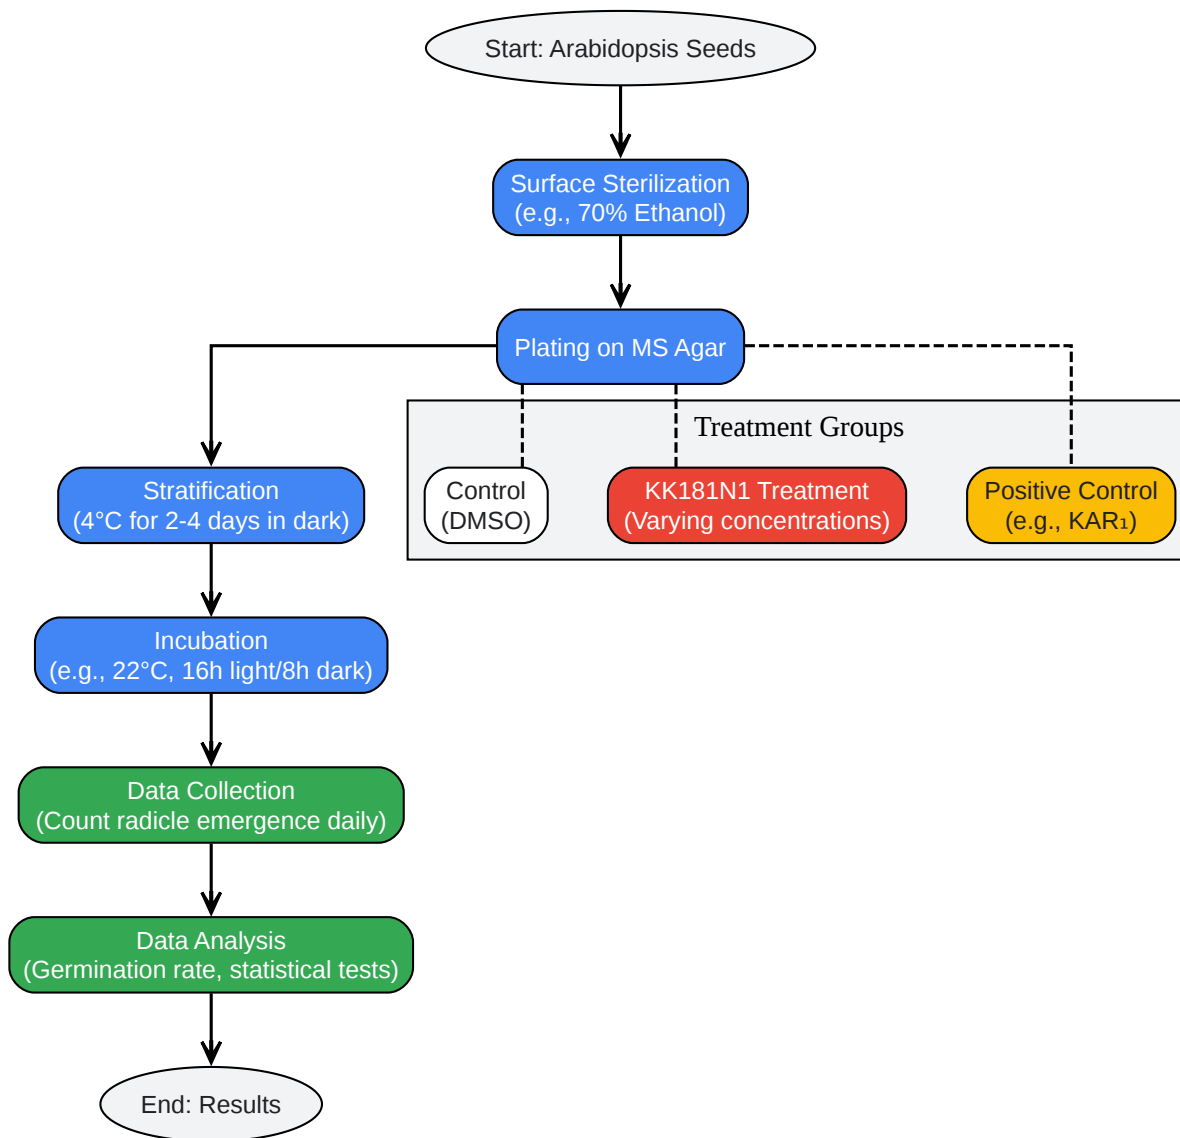 Start: Arabidopsis Seeds
Surface Sterilization
(e.g., 70% Ethanol)
Plating on MS Agar
Treatment Groups
Control
(DMSO)
KK181N1 Treatment
(Varying concentrations)
Positive Control
(e.g., KAR₁)
Stratification
(4°C for 2-4 days in dark)
Incubation
(e.g., 22°C, 16h light/8h dark)
Data Collection
(Count radicle emergence daily)
Data Analysis
(Germination rate, statistical tests)
End: Results